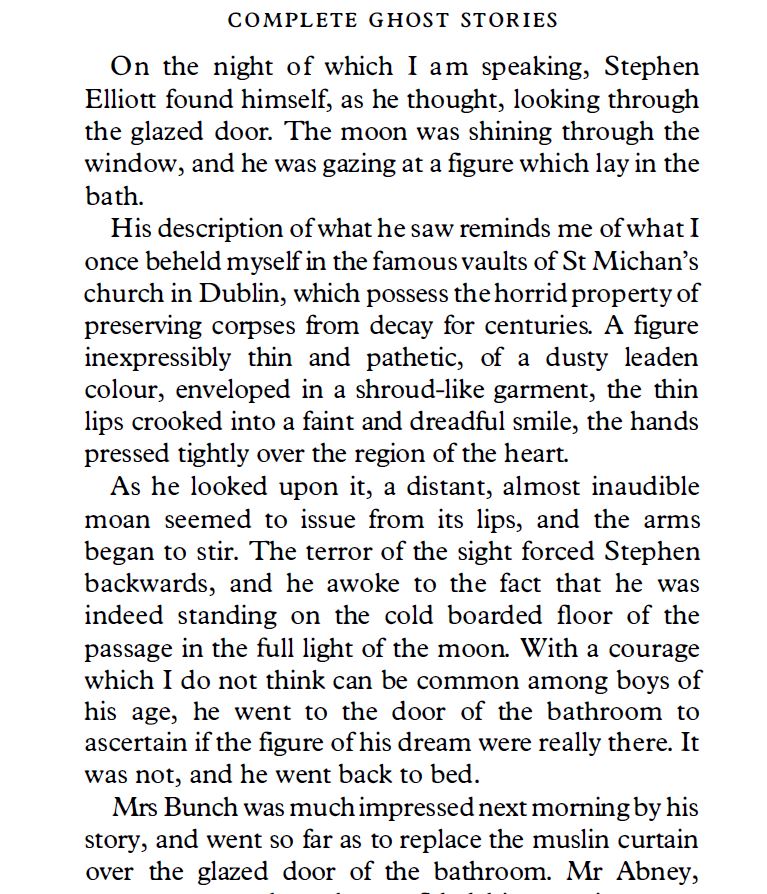 COMPLETE GHOST STORIES
On the night of which I am speaking, Stephen
Elliott found himself, as he thought, looking through
the glazed door. The moon was shining through the
window, and he was gazing at a figure which lay in the
bath.
His description of what he saw reminds me of what I
once beheld myself in the famous vaults of St Michan’s
church in Dublin, which possess the horrid property of
preserving corpses from decay for centuries. A figure
inexpressibly thin and pathetic, of a dusty leaden
colour, enveloped in a shroud-like garment, the thin
lips crooked into a faint and dreadful smile, the hands
pressed tightly over the region of the heart.
As he looked upon it, a distant, almost inaudible
moan seemed to issue from its lips, and the arms
began to stir. The terror of the sight forced Stephen
backwards, and he awoke to the fact that he was
indeed standing on the cold boarded floor of the
passage in the full light of the moon. With a courage
which I do not think can be common among boys of
his age, he went to the door of the bathroom to
ascertain if the figure of his dream were really there. It
was not, and he went back to bed.
Mrs Bunch was much impressed next morning by his
story, and went so far as to replace the muslin curtain
over the glazed door of the bathroom. Mr Abney,